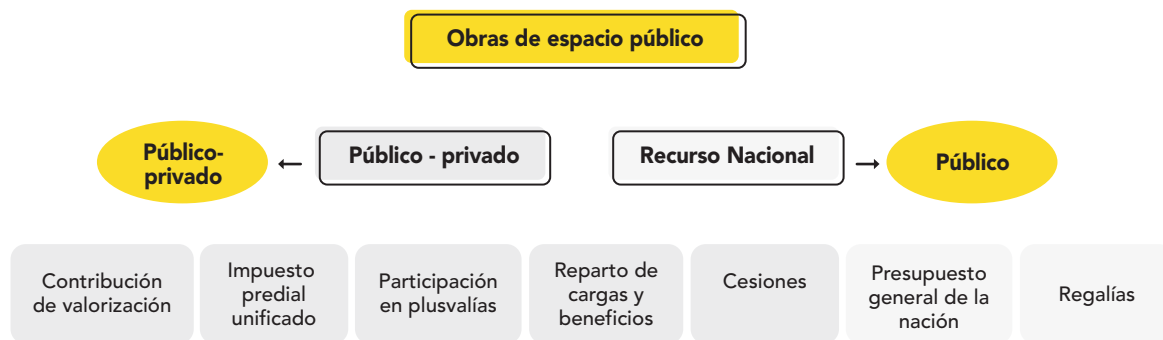 Obras de espacio público
Público-
privado
Público - privado
Recurso Nacional
Público
Contribución
de valorización
Impuesto
predial
unificado
Participación
en plusvalías
Reparto de
cargas y
beneficios
Cesiones
Presupuesto
general de la
nación
Regalías